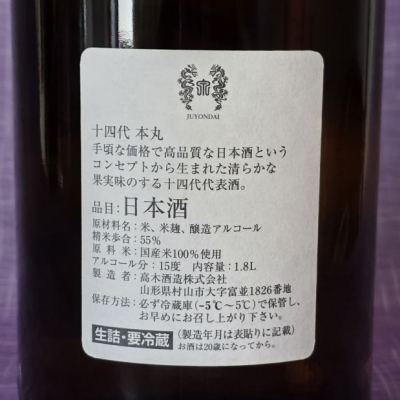 JUYONDAI
十四代 本丸
手頃な価格で高品質な日本酒という
コンセプトから生まれた清らかな
果実味のする十四代代表酒。
品目:日本酒
原材料名:米、米麹、醸造アルコール
精米歩合:55%
原料米:国産米100%使用
アルコール分:15度 内容量:1.8L
製造者:高木酒造株式会社
山形県村山市大字富並1826番地
保存方法:必ず冷蔵庫(-5℃~5℃)で保管し、
お早めにお召し上がり下さい。
生詰・要冷蔵 (製造年月は表貼りに記載)
お酒は20歳になってから。